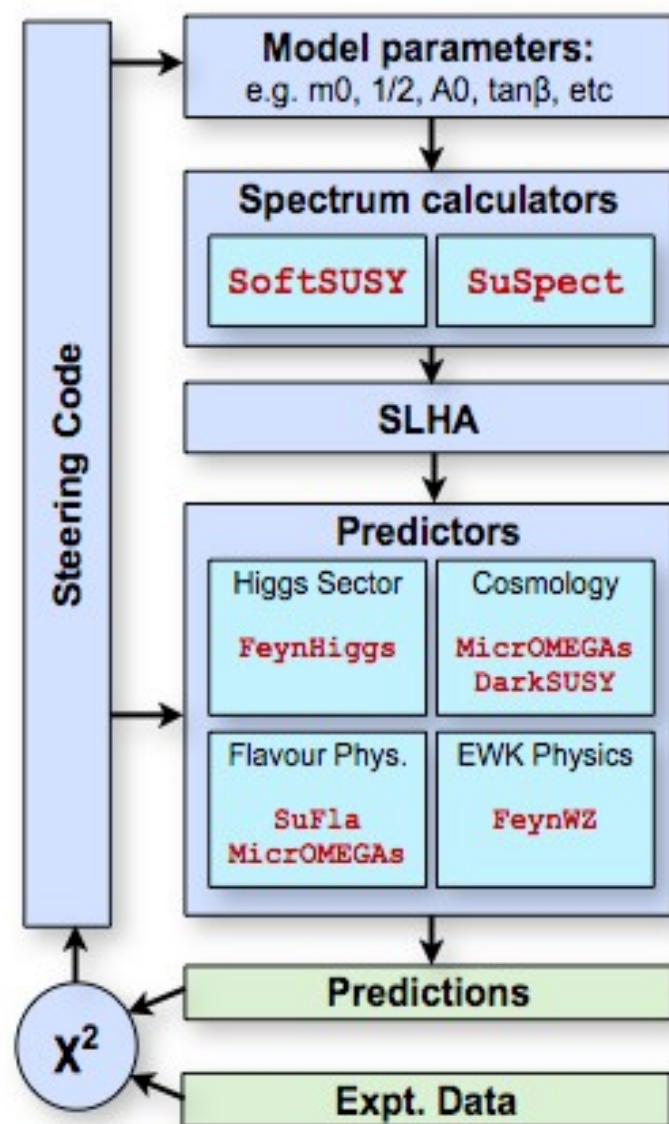 Steering Code
Model parameters:
e.g. m0, 1/2, A0, tanβ, etc
Spectrum calculators
SoftSUSY
SuSpect
SLHA
Predictors
Higgs Sector
FeynHiggs
Cosmology
MicrOMEGAs
DarkSUSY
Flavour Phys.
SuFla
MicrOMEGAs
EWK Physics
FeynWZ
Predictions
χ²
Expt. Data